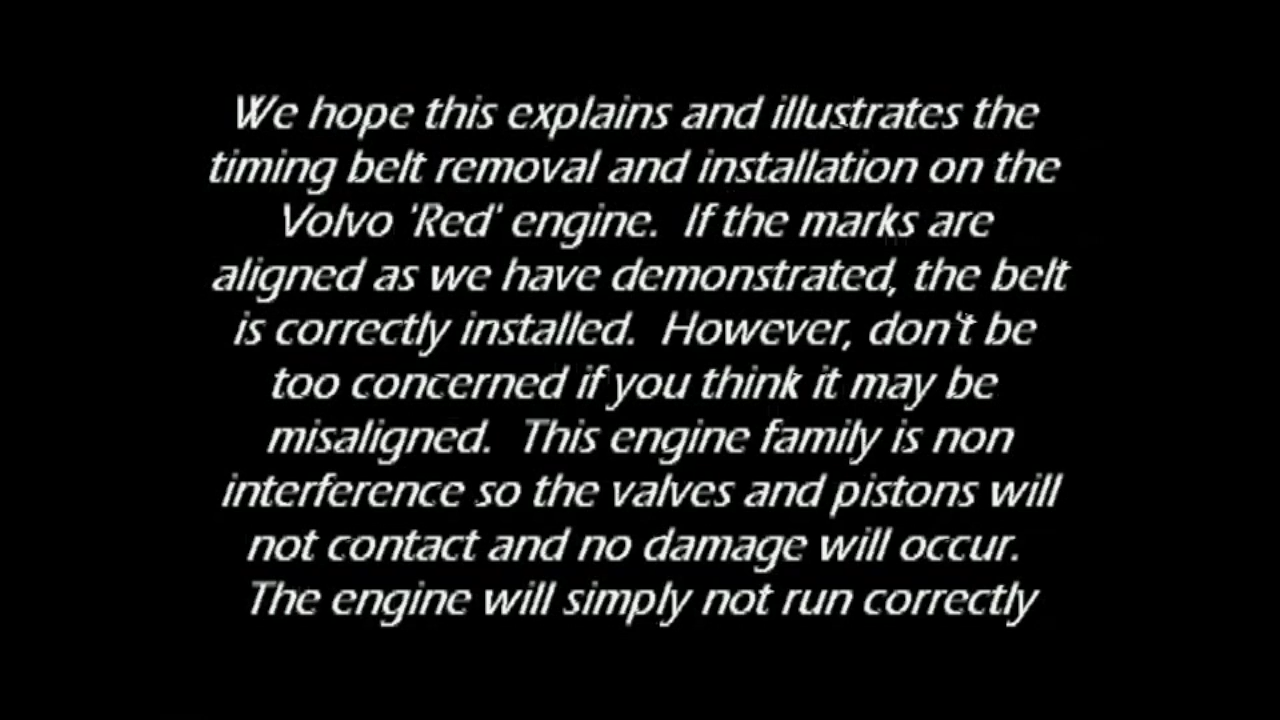 We hope this explains and illustrates the
timing belt removal and installation on the
Volvo 'Red' engine.  If the marks are
aligned as we have demonstrated, the belt
is correctly installed.  However, don't be
too concerned if you think it may be
misaligned.  This engine family is non
interference so the valves and pistons will
not contact and no damage will occur.
The engine will simply not run correctly